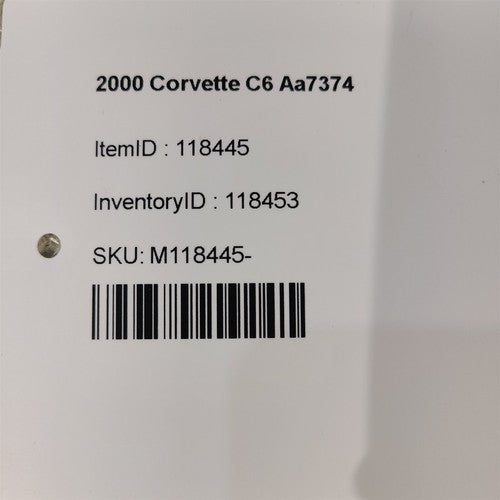 2000 Corvette C6 Aa7374
ItemID : 118445
InventoryID : 118453
SKU: M118445-